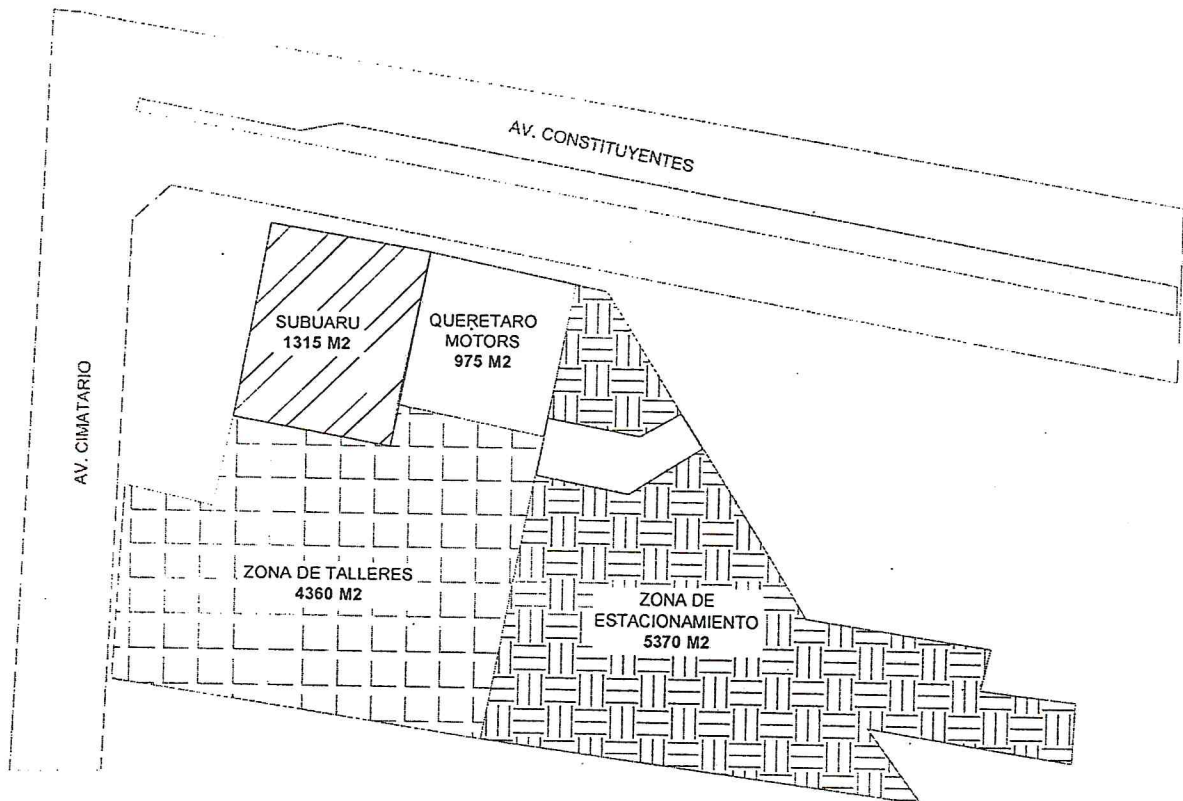 AV. CONSTITUYENTES
AV. CIMATARIO
SUBUARU
1315 M2
QUERETARO
MOTORS
975 M2
ZONA DE TALLERES
4360 M2
ZONA DE
ESTACIONAMIENTO
5370 M2